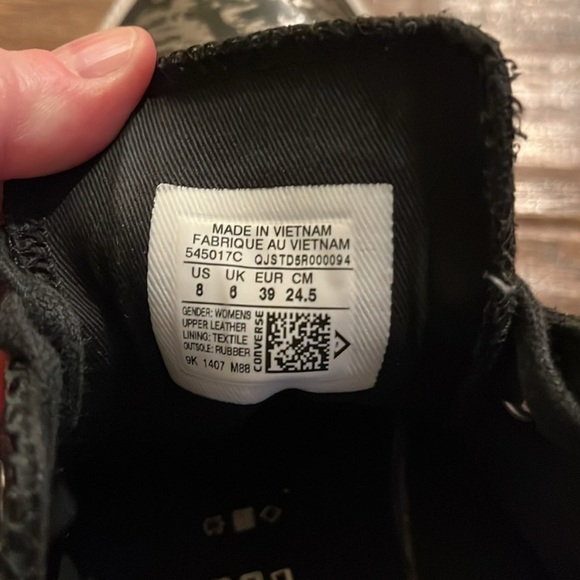 MADE IN VIETNAM
FABRIQUE AU VIETNAM
545017C QJSTD5R000094
US UK EUR CM
8 6 39 24.5
GENDER: WOMENS
UPPER LEATHER
LINING: TEXTILE
OUTSOLE: RUBBER
9K 1407 M88
CONVERSE